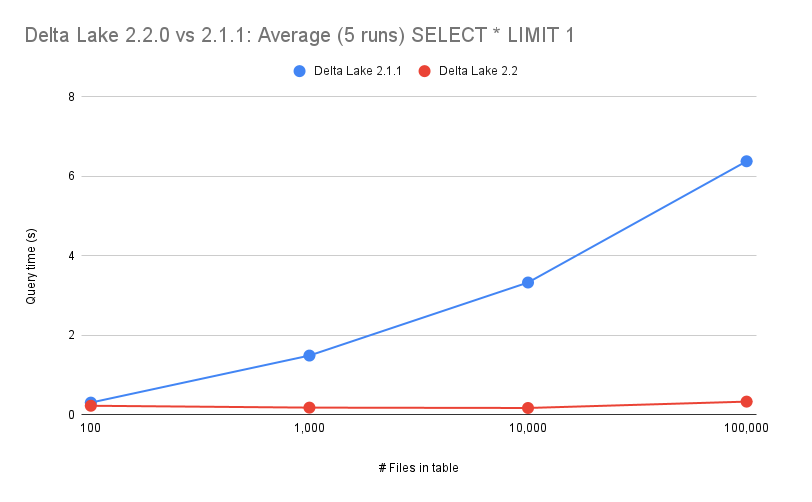 Delta Lake 2.2.0 vs 2.1.1: Average (5 runs) SELECT * LIMIT 1
Delta Lake 2.1.1
Delta Lake 2.2
8
6
4
2
0
Query time (s)
100
1,000
10,000
100,000
# Files in table